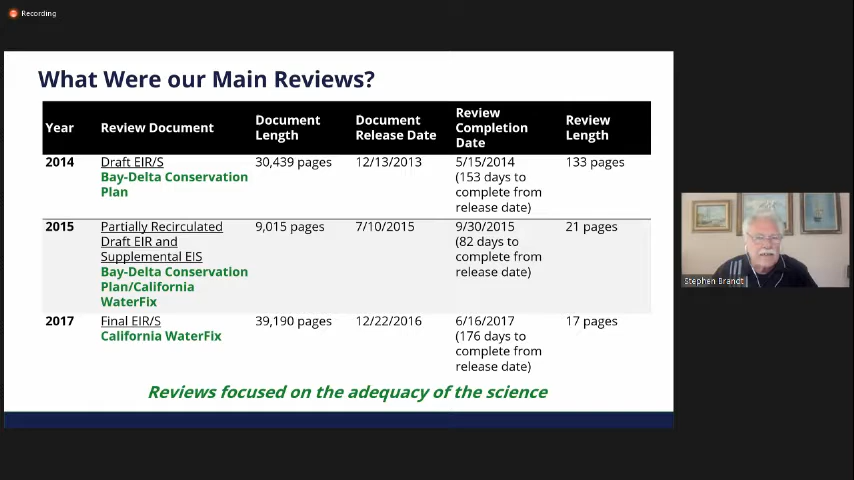 Recording
What Were our Main Reviews?
Year
Review Document
Document
Length
Document
Release Date
Review
Completion
Date
Review
Length
2014
Draft EIR/S
Bay-Delta Conservation
Plan
30,439 pages
12/13/2013
5/15/2014
(153 days to
complete from
release date)
133 pages
2015
Partially Recirculated
Draft EIR and
Supplemental EIS
Bay-Delta Conservation
Plan/California
WaterFix
9,015 pages
7/10/2015
9/30/2015
(82 days to
complete from
release date)
21 pages
2017
Final EIR/S
California WaterFix
39,190 pages
12/22/2016
6/16/2017
(176 days to
complete from
release date)
17 pages
Reviews focused on the adequacy of the science
Stephen Brandt